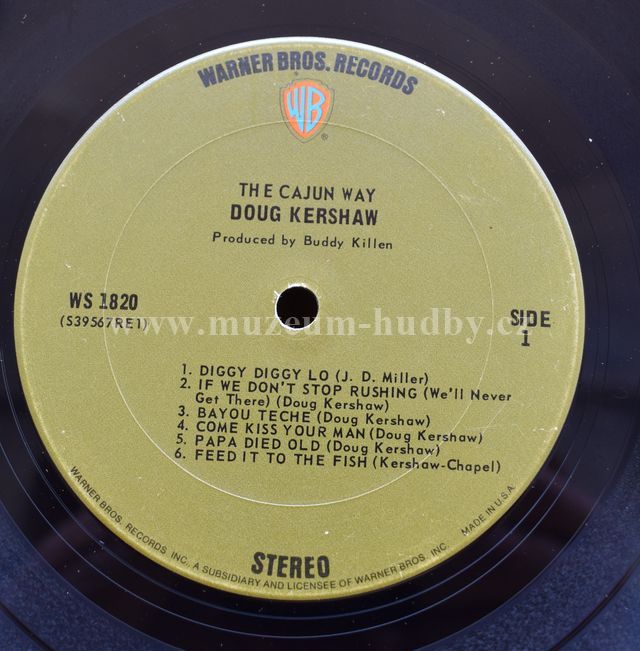 WARNER BROS. RECORDS
WB
®
THE CAJUN WAY
DOUG KERSHAW
Produced by Buddy Killen
WS 1820
(S39567RE1)
SIDE
1
www.muzeum-hudby.cz
1. DIGGY DIGGY LO (J. D. Miller)
2. IF WE DON'T STOP RUSHING (We'll Never
Get There) (Doug Kershaw)
3. BAYOU TECHE (Doug Kershaw)
4. COME KISS YOUR MAN (Doug Kershaw)
5. PAPA DIED OLD (Doug Kershaw)
6. FEED IT TO THE FISH (Kershaw-Chapel)
STEREO
WARNER BROS. RECORDS, INC. A SUBSIDIARY AND LICENSEE OF WARNER BROS. INC. MADE IN U.S.A.